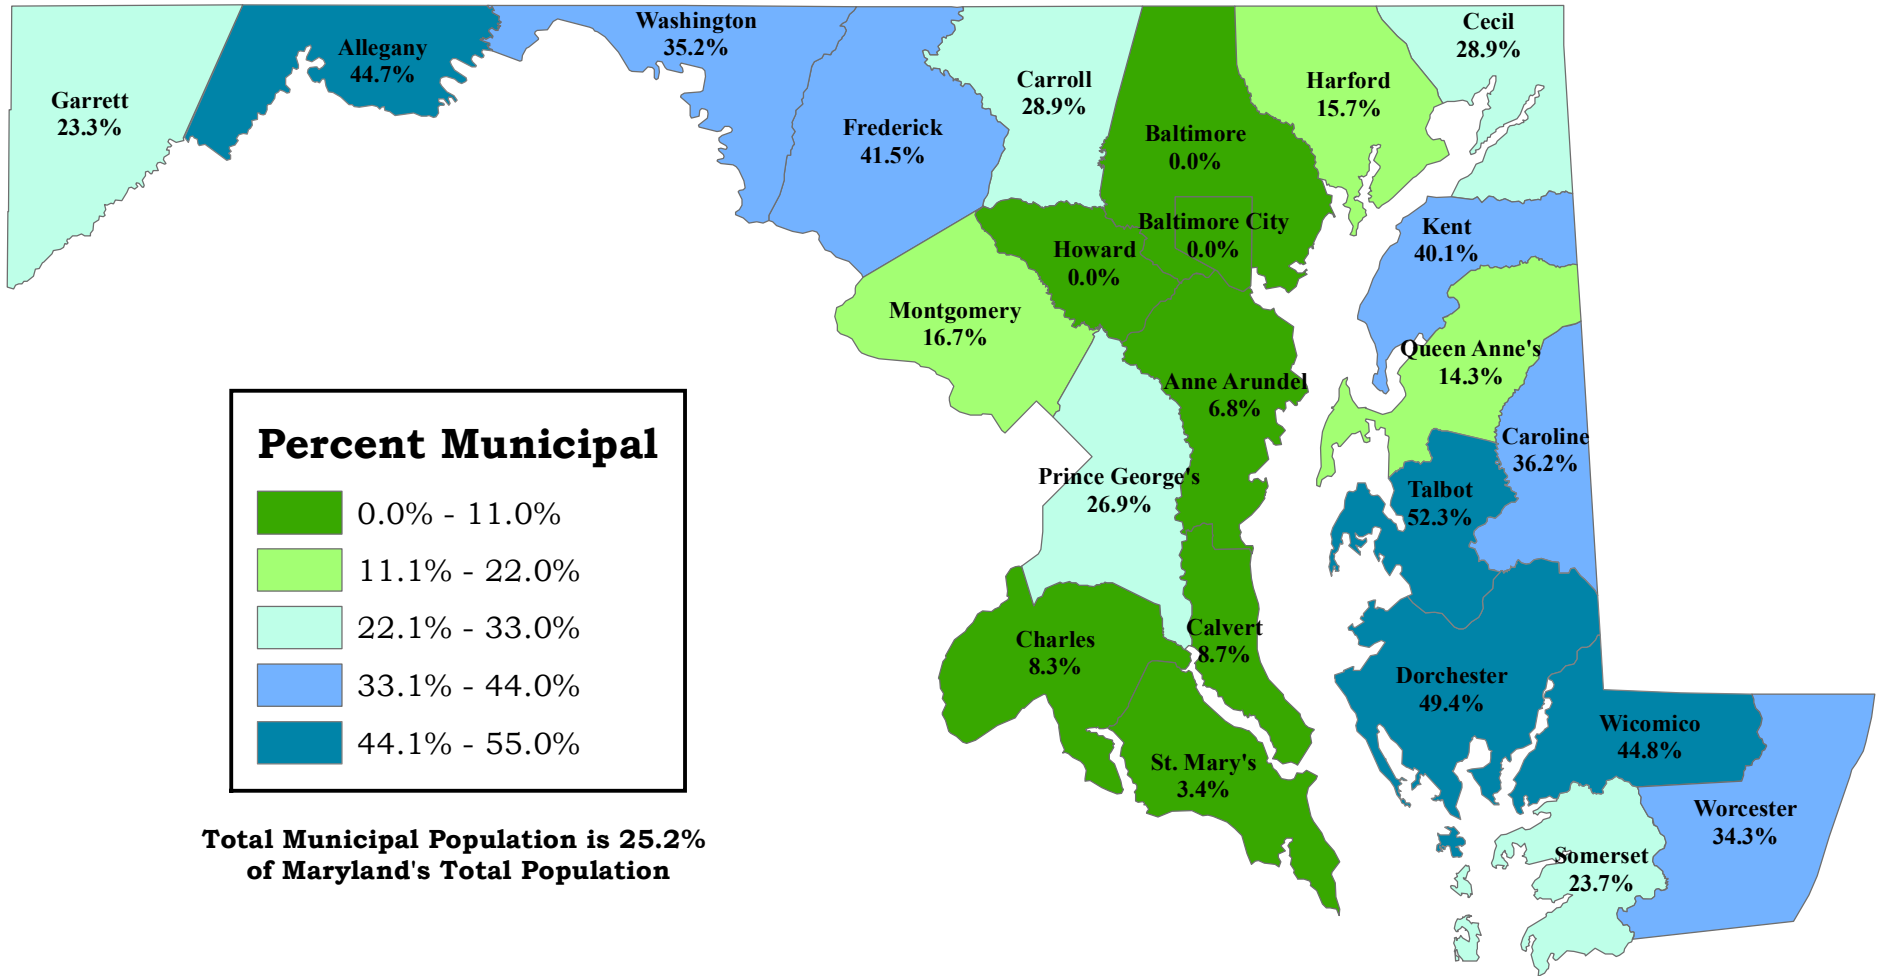 Washington
35.2%
Cecil
28.9%
Allegany
44.7%
Garrett
23.3%
Carroll
28.9%
Harford
15.7%
Frederick
41.5%
Baltimore
0.0%
Baltimore City
0.0%
Howard
0.0%
Kent
40.1%
Montgomery
16.7%
Queen Anne's
14.3%
Anne Arundel
6.8%
Caroline
36.2%
Prince George's
26.9%
Talbot
52.3%
Charles
8.3%
Calvert
8.7%
Dorchester
49.4%
Wicomico
44.8%
St. Mary's
3.4%
Worcester
34.3%
Somerset
23.7%
Percent Municipal
0.0% - 11.0%
11.1% - 22.0%
22.1% - 33.0%
33.1% - 44.0%
44.1% - 55.0%
Total Municipal Population is 25.2%
of Maryland's Total Population